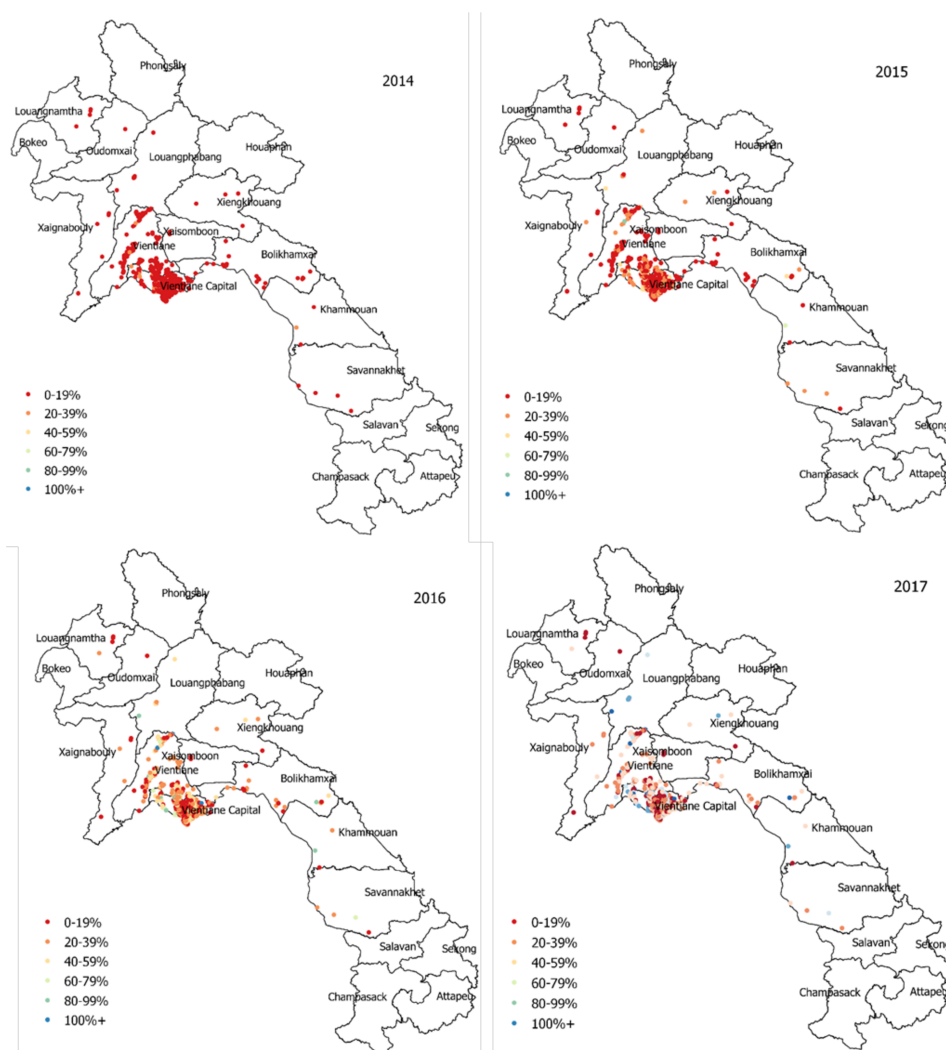 2014
Phongsaly
Louangnamtha
Bokeo
Oudomxai
Louangphabang
Houaphan
Xiengkhouang
Xaignabouly
Xaisomboon
Vientiane
Bolikhamxai
Vientiane Capital
Khammouan
Savannakhet
Salavan
Sekong
Champasack
Attapeu
0-19%
20-39%
40-59%
60-79%
80-99%
100%+
2015
Phongsaly
Louangnamtha
Bokeo
Oudomxai
Louangphabang
Houaphan
Xiengkhouang
Xaignabouly
Xaisomboon
Vientiane
Bolikhamxai
Vientiane Capital
Khammouan
Savannakhet
Salavan
Sekong
Champasack
Attapeu
0-19%
20-39%
40-59%
60-79%
80-99%
100%+
2016
Phongsaly
Louangnamtha
Bokeo
Oudomxai
Louangphabang
Houaphan
Xiengkhouang
Xaignabouly
Xaisomboon
Vientiane
Bolikhamxai
Vientiane Capital
Khammouan
Savannakhet
Salavan
Sekong
Champasack
Attapeu
0-19%
20-39%
40-59%
60-79%
80-99%
100%+
2017
Phongsaly
Louangnamtha
Bokeo
Oudomxai
Louangphabang
Houaphan
Xiengkhouang
Xaignabouly
Xaisomboon
Vientiane
Bolikhamxai
Vientiane Capital
Khammouan
Savannakhet
Salavan
Sekong
Champasack
Attapeu
0-19%
20-39%
40-59%
60-79%
80-99%
100%+